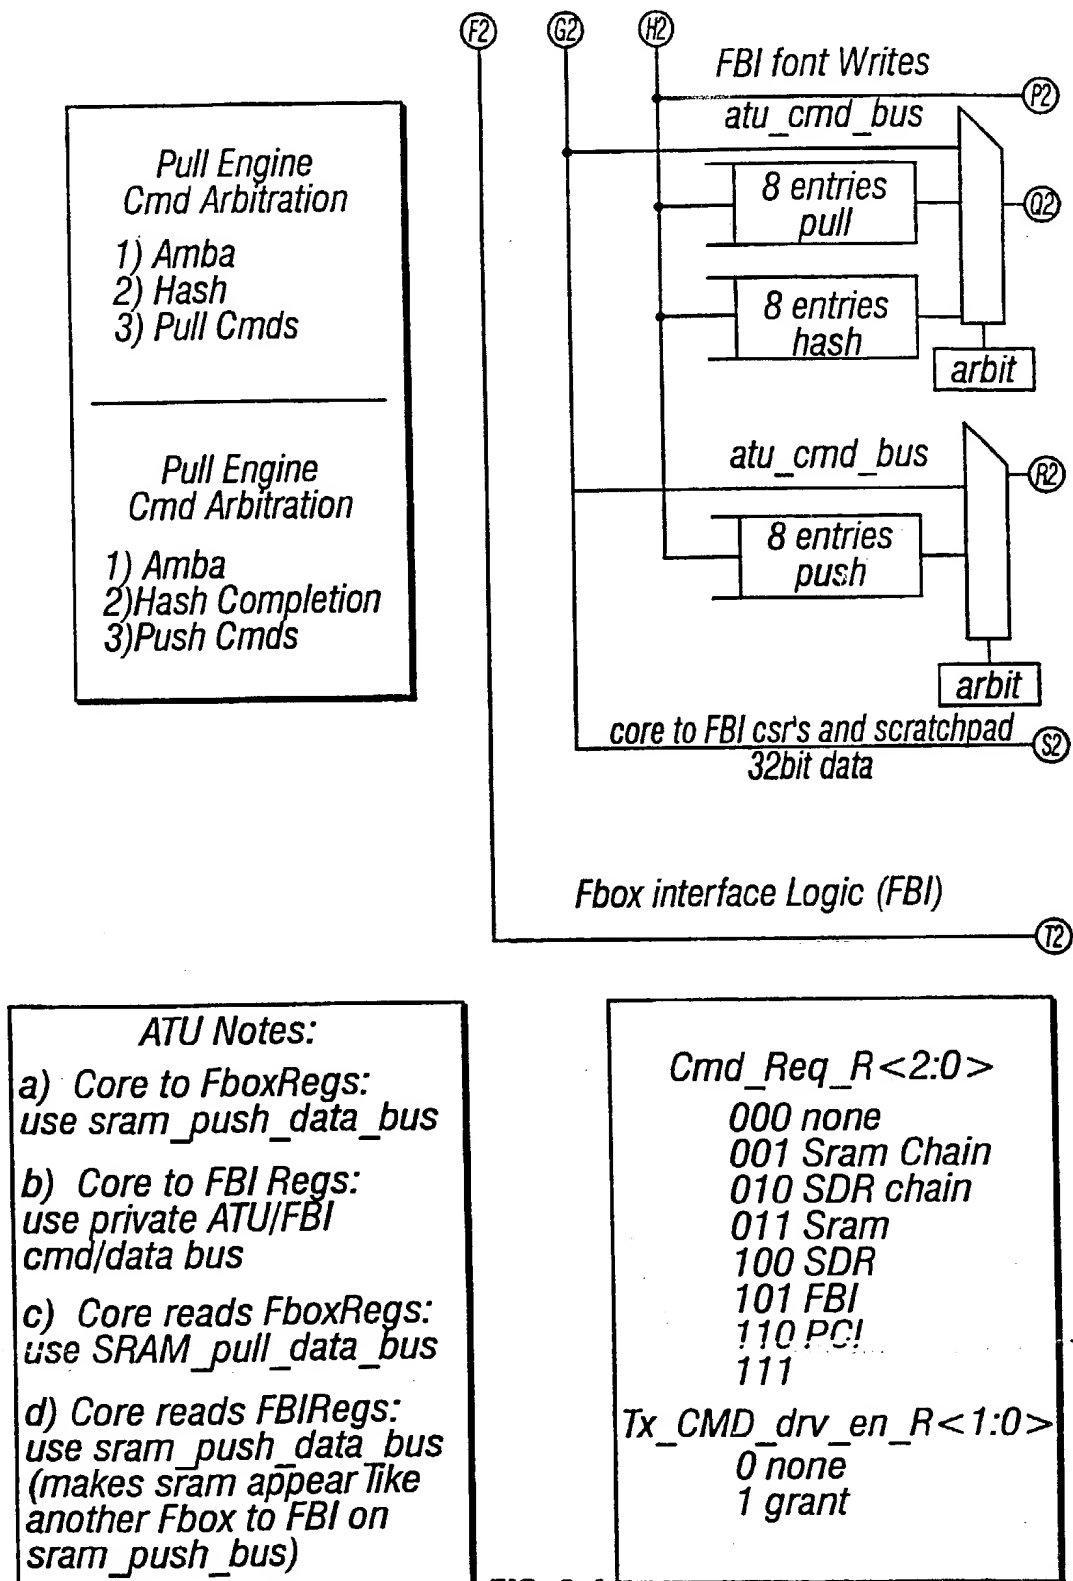 F2
G2
H2
FBI font Writes
P2
atu_cmd_bus
8 entries
pull
Q2
8 entries
hash
arbit
atu_cmd_bus
R2
8 entries
push
arbit
core to FBI csr's and scratchpad
32bit data
S2
Fbox interface Logic (FBI)
T2
Pull Engine
Cmd Arbitration
1) Amba
2) Hash
3) Pull Cmds
Pull Engine
Cmd Arbitration
1) Amba
2)Hash Completion
3)Push Cmds
ATU Notes:
a) Core to FboxRegs:
use sram_push_data_bus
b) Core to FBI Regs:
use private ATU/FBI
cmd/data bus
c) Core reads FboxRegs:
use SRAM_pull_data_bus
d) Core reads FBIRegs:
use sram_push_data_bus
(makes sram appear like
another Fbox to FBI on
sram_push_bus)
Cmd_Req_R<2:0>
000 none
001 Sram Chain
010 SDR chain
011 Sram
100 SDR
101 FBI
110 PCI
111
Tx_CMD_drv_en_R<1:0>
0 none
1 grant